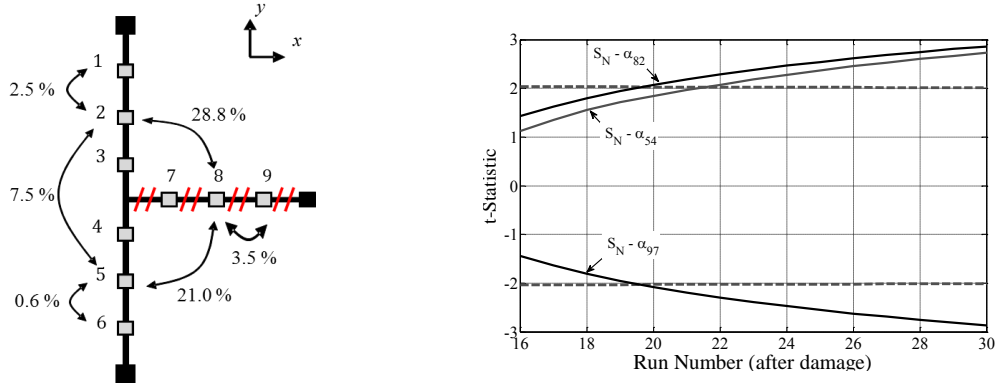 y
x
1
2.5 %
2
28.8 %
3
7 8 9
7.5 %
4
3.5 %
5
21.0 %
0.6 %
6
3
2
1
0
-1
-2
-3
t-Statistic
S_N - α_82
S_N - α_54
S_N - α_97
16 18 20 22 24 26 28 30
Run Number (after damage)